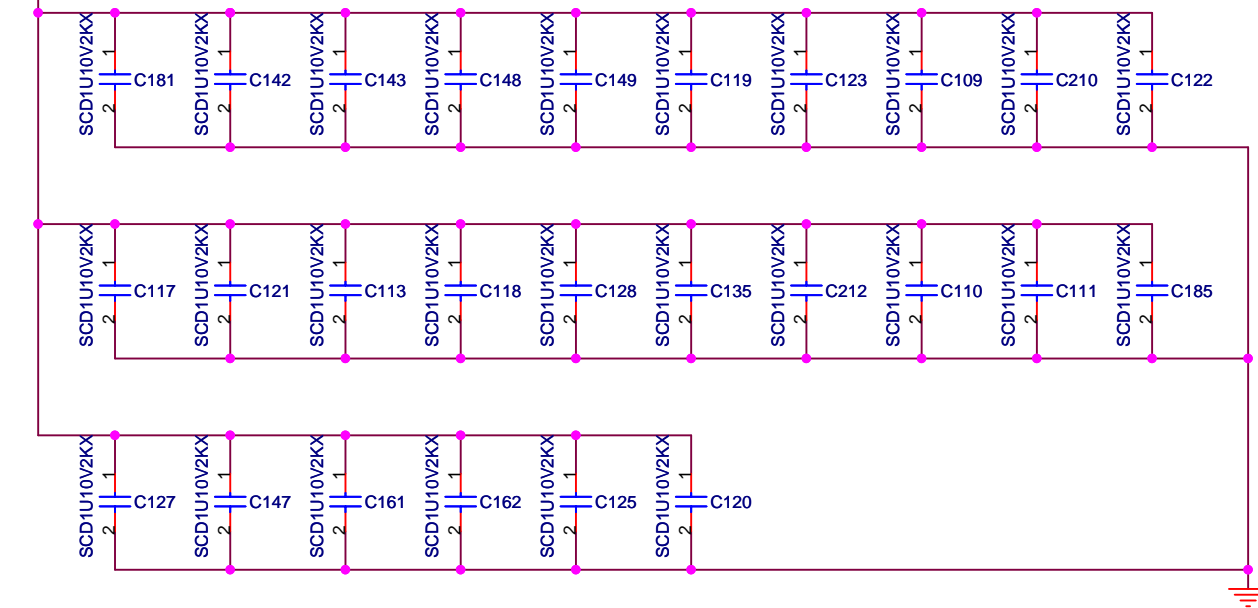 SCD1U10V2KX 1 2 C181
SCD1U10V2KX 1 2 C142
SCD1U10V2KX 1 2 C143
SCD1U10V2KX 1 2 C148
SCD1U10V2KX 1 2 C149
SCD1U10V2KX 1 2 C119
SCD1U10V2KX 1 2 C123
SCD1U10V2KX 1 2 C109
SCD1U10V2KX 1 2 C210
SCD1U10V2KX 1 2 C122
SCD1U10V2KX 1 2 C117
SCD1U10V2KX 1 2 C121
SCD1U10V2KX 1 2 C113
SCD1U10V2KX 1 2 C118
SCD1U10V2KX 1 2 C128
SCD1U10V2KX 1 2 C135
SCD1U10V2KX 1 2 C212
SCD1U10V2KX 1 2 C110
SCD1U10V2KX 1 2 C111
SCD1U10V2KX 1 2 C185
SCD1U10V2KX 1 2 C127
SCD1U10V2KX 1 2 C147
SCD1U10V2KX 1 2 C161
SCD1U10V2KX 1 2 C162
SCD1U10V2KX 1 2 C125
SCD1U10V2KX 1 2 C120